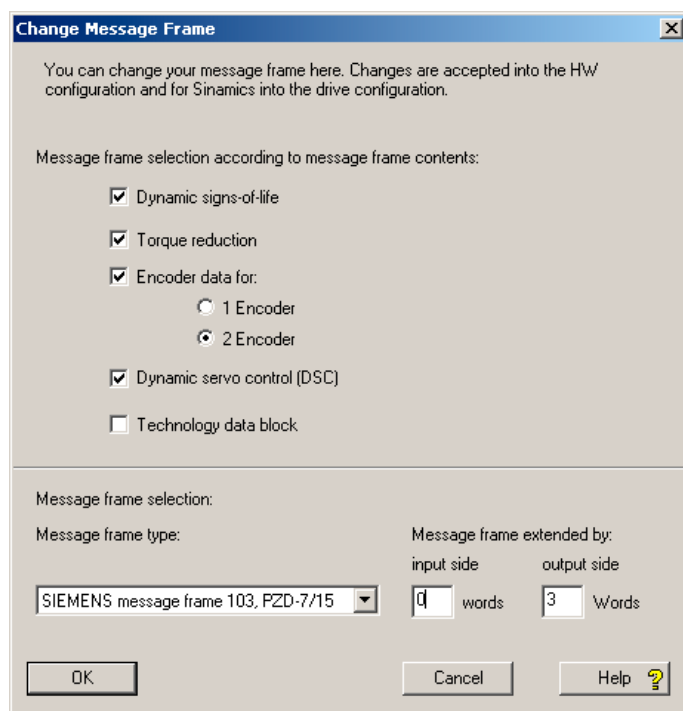 Change Message Frame
You can change your message frame here. Changes are accepted into the HW
configuration and for Sinamics into the drive configuration.
Message frame selection according to message frame contents:
Dynamic signs-of-life
Torque reduction
Encoder data for:
1 Encoder
2 Encoder
Dynamic servo control (DSC)
Technology data block
Message frame selection:
Message frame type:
Message frame extended by:
input side output side
SIEMENS message frame 103, PZD-7/15
0 words 3 Words
OK Cancel Help